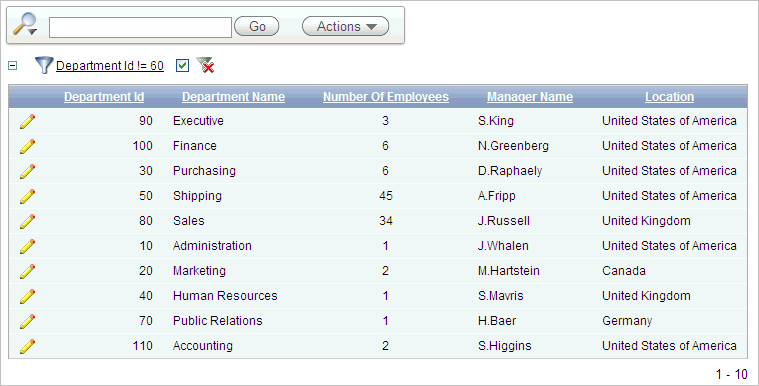 Go Actions
Department Id != 60
Department Id Department Name Number Of Employees Manager Name Location
90 Executive 3 S.King United States of America
100 Finance 6 N.Greenberg United States of America
30 Purchasing 6 D.Raphaely United States of America
50 Shipping 45 A.Fripp United States of America
80 Sales 34 J.Russell United Kingdom
10 Administration 1 J.Whalen United States of America
20 Marketing 2 M.Hartstein Canada
40 Human Resources 1 S.Mavris United Kingdom
70 Public Relations 1 H.Baer Germany
110 Accounting 2 S.Higgins United States of America
1 - 10